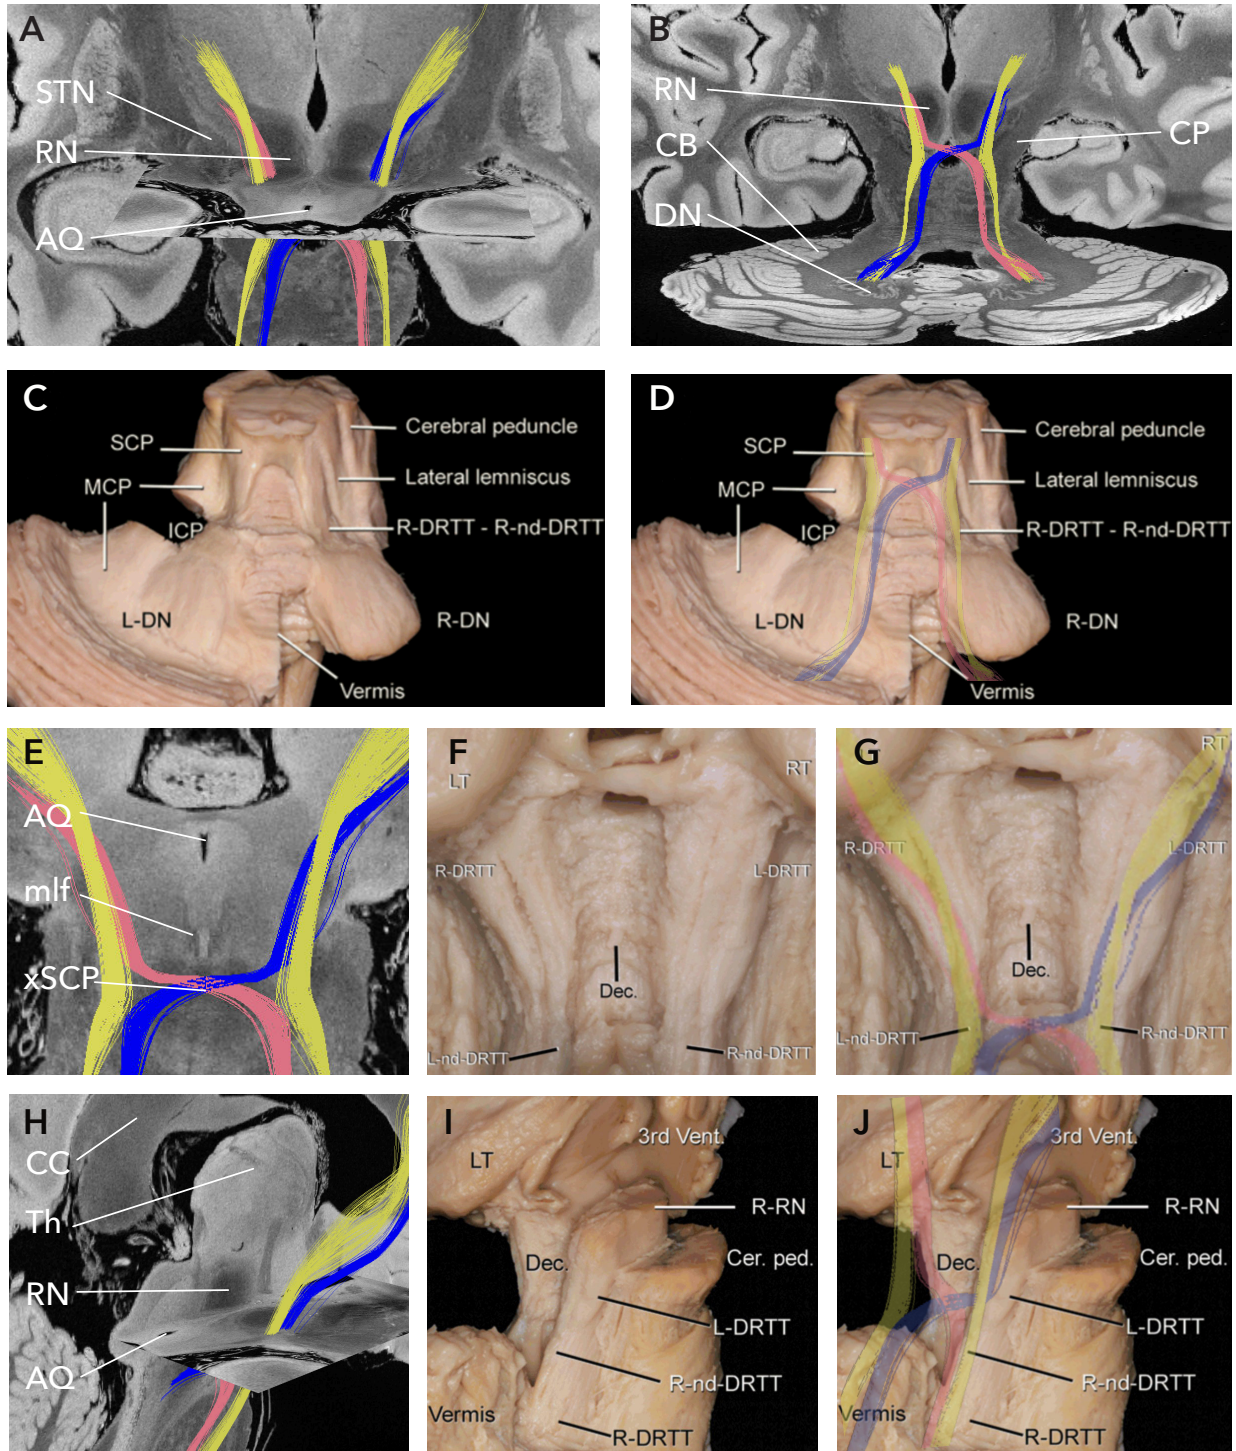 A
STN
RN
AQ
B
RN
CB
DN
CP
C
SCP
MCP
ICP
Cerebral peduncle
Lateral lemniscus
R-DRTT - R-nd-DRTT
L-DN
R-DN
Vermis
D
SCP
MCP
ICP
Cerebral peduncle
Lateral lemniscus
R-DRTT - R-nd-DRTT
L-DN
R-DN
Vermis
E
AQ
mlf
xSCP
F
LT
RT
R-DRTT
L-DRTT
Dec.
L-nd-DRTT
R-nd-DRTT
G
RT
R-DRTT
L-DRTT
Dec.
L-nd-DRTT
R-nd-DRTT
H
CC
Th
RN
AQ
I
3rd Vent.
LT
R-RN
Dec.
Cer. ped.
L-DRTT
R-nd-DRTT
Vermis
R-DRTT
J
3rd Vent.
LT
R-RN
Dec.
Cer. ped.
L-DRTT
R-nd-DRTT
Vermis
R-DRTT